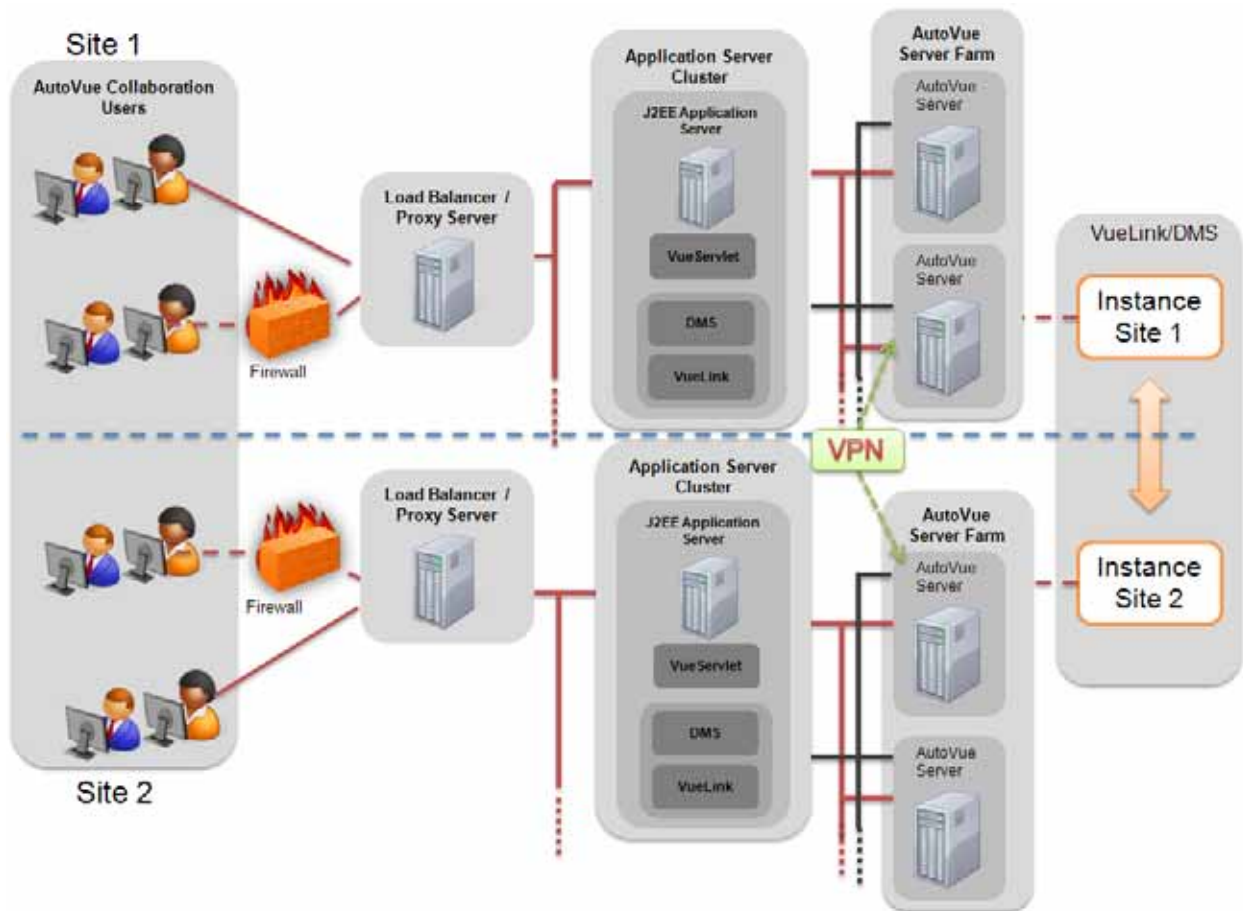 Site 1
AutoVue Collaboration
Users
Firewall
Load Balancer /
Proxy Server
Application Server
Cluster
J2EE Application
Server
VueServlet
DMS
VueLink
AutoVue
Server Farm
AutoVue
Server
AutoVue
Server
VueLink/DMS
Instance
Site 1
VPN
Firewall
Load Balancer /
Proxy Server
Application Server
Cluster
J2EE Application
Server
VueServlet
DMS
VueLink
AutoVue
Server Farm
AutoVue
Server
AutoVue
Server
Instance
Site 2
Site 2